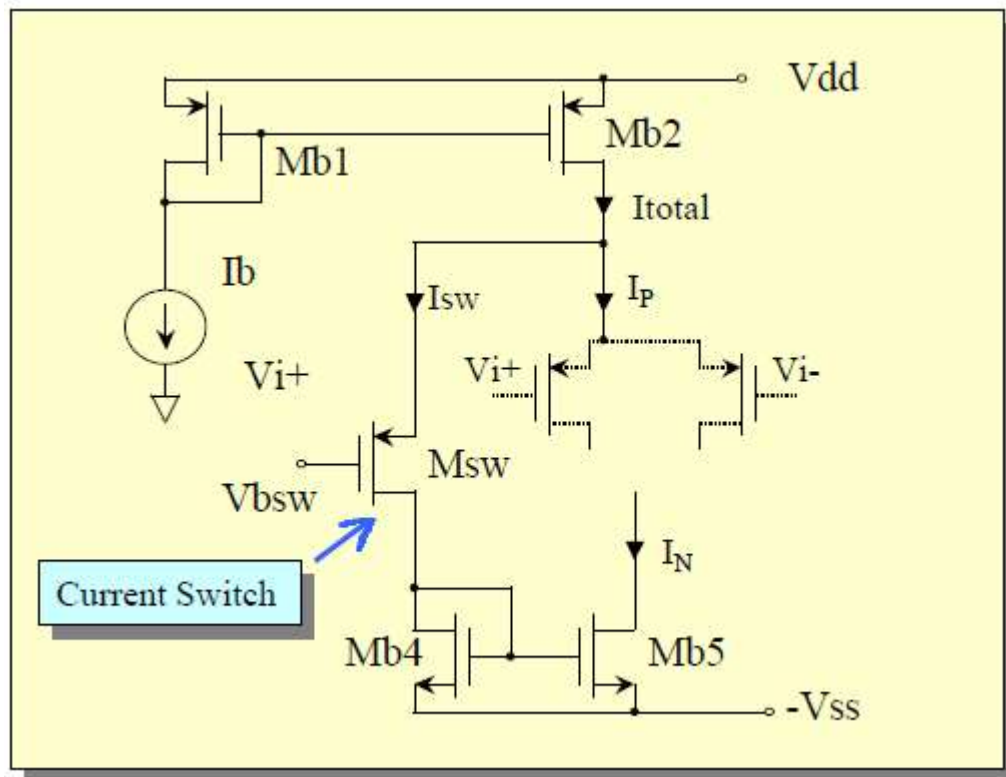 Vdd
Mb1
Mb2
Itotal
Ib
Isw
IP
Vi+
Vi+
Vi-
Msw
Vbsw
IN
Current Switch
Mb4
Mb5
-Vss